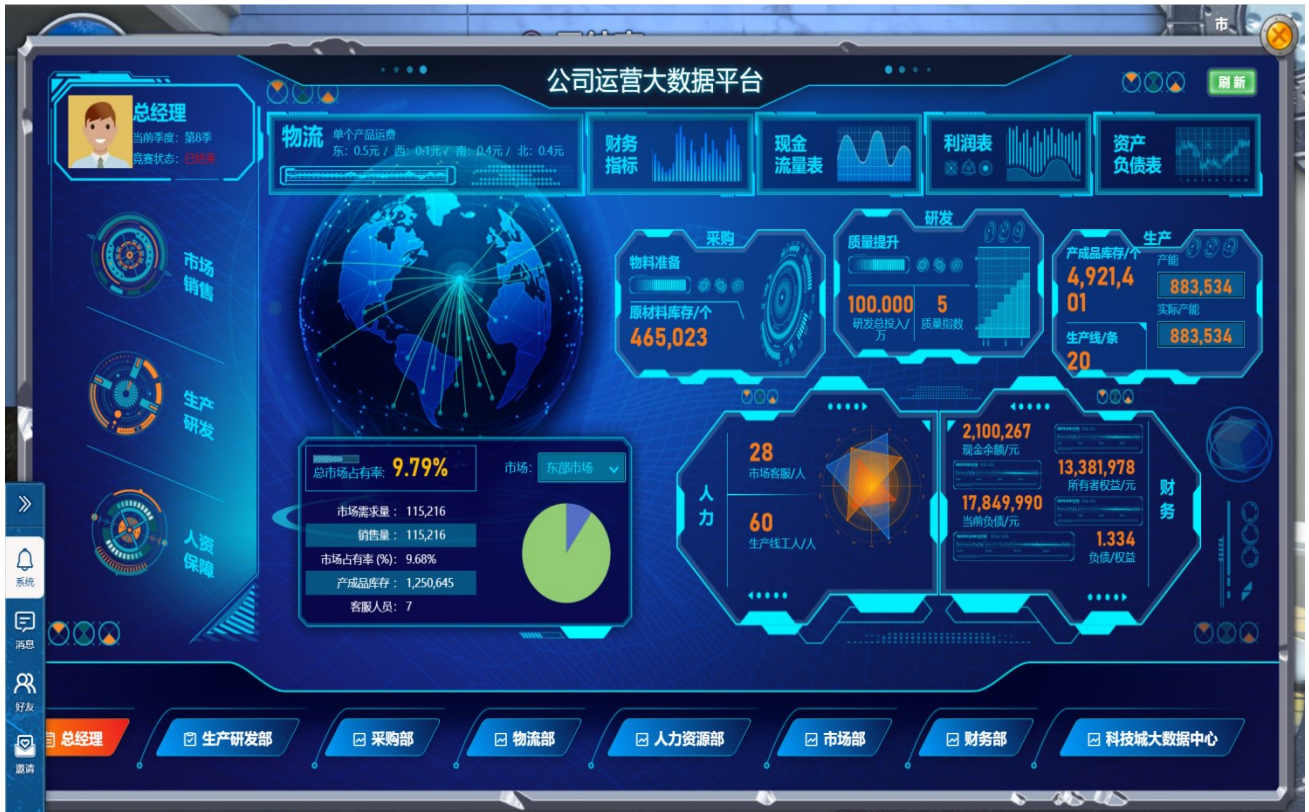 市
公司运营大数据平台
刷新
总经理
当前季度：第8季
竞赛状态：已结束
物流
单个产品运费
东：0.5元 / 西：0.1元 / 南：0.4元 / 北：0.4元
财务
指标
现金
流量表
利润表
资产
负债表
市场
销售
生产
研发
人资
保障
采购
物料准备
原材料库存/个
465,023
研发
质量提升
100.000
研发总投入/
万
5
质量指数
生产
产成品库存/个
4,921,4
01
产能
883,534
实际产能
883,534
生产线/条
20
总市场占有率: 9.79%
市场: 东部市场
市场需求量： 115,216
销售量： 115,216
市场占有率 (%): 9.68%
产成品库存： 1,250,645
客服人员： 7
人
力
28
市场客服/人
60
生产线工人/人
2,100,267
现金余额/元
13,381,978
所有者权益/元
17,849,990
当前负债/元
1.334
负债/权益
财
务
系统
消息
好友
邀请
总经理
生产研发部
采购部
物流部
人力资源部
市场部
财务部
科技城大数据中心